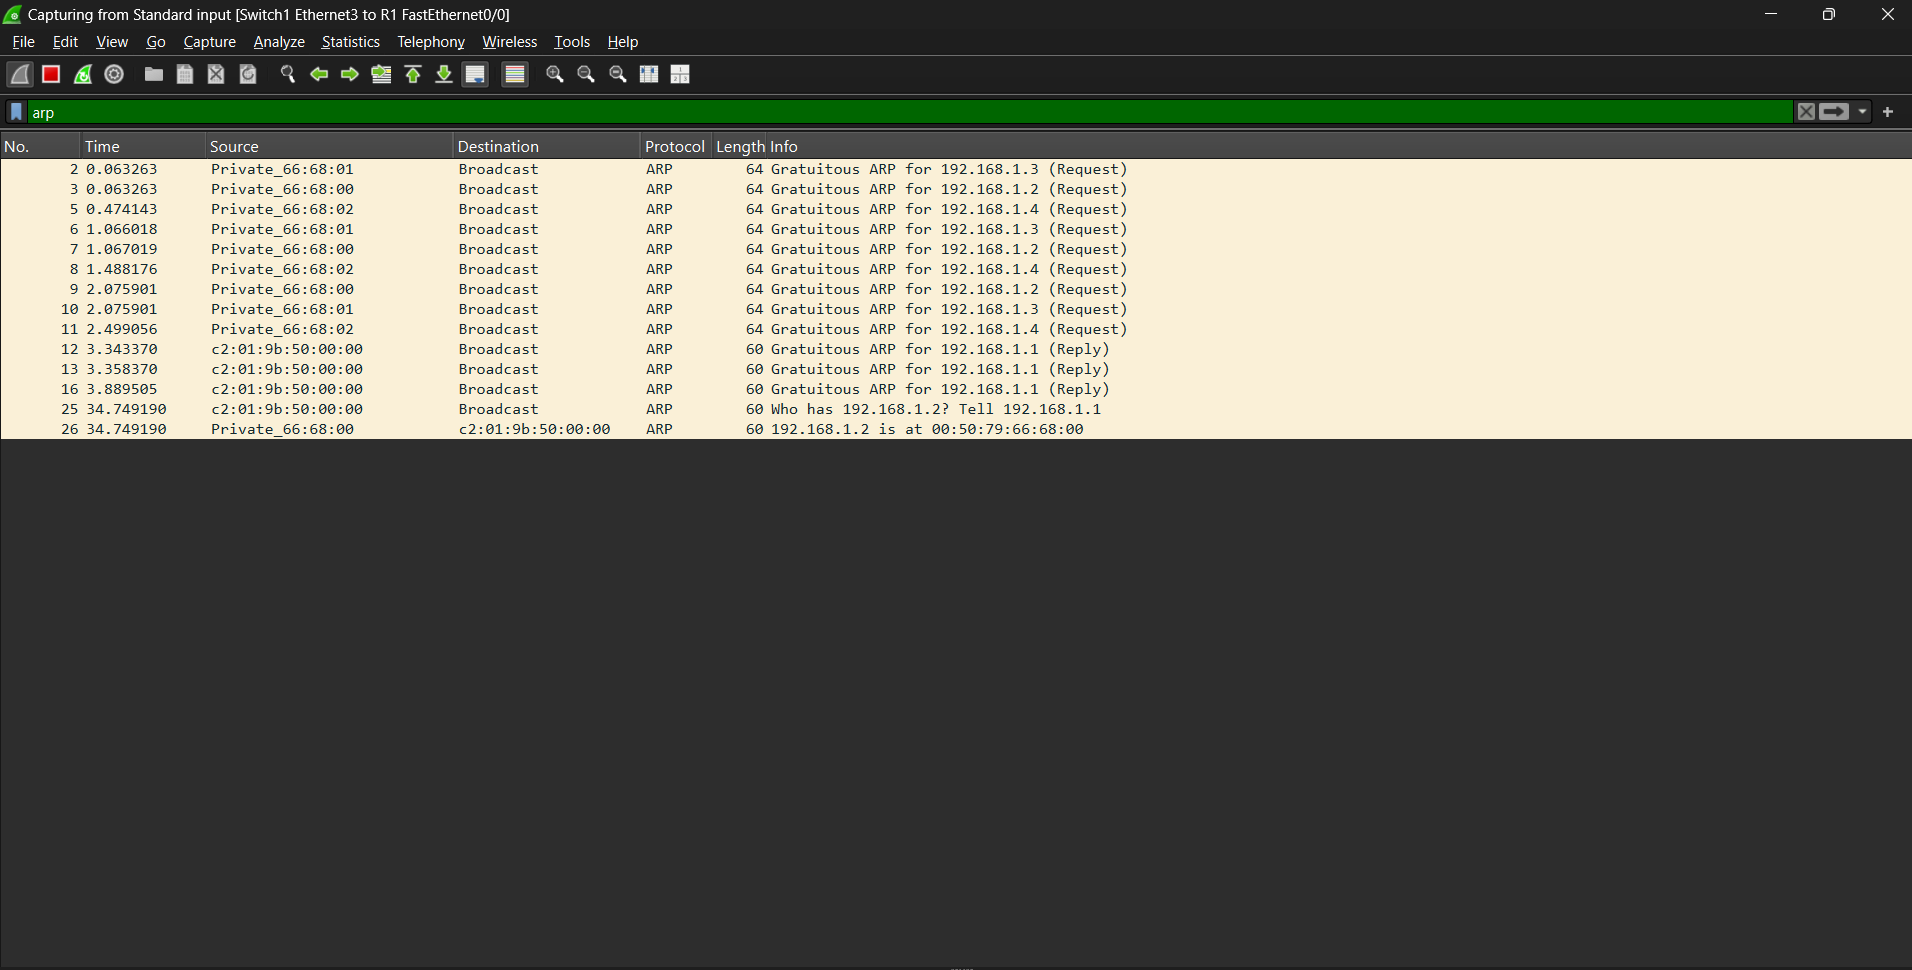 Capturing from Standard input [Switch1 Ethernet3 to R1 FastEthernet0/0]
File Edit View Go Capture Analyze Statistics Telephony Wireless Tools Help
arp
No. Time Source Destination Protocol Length Info
2 0.063263 Private_66:68:01 Broadcast ARP 64 Gratuitous ARP for 192.168.1.3 (Request)
3 0.063263 Private_66:68:00 Broadcast ARP 64 Gratuitous ARP for 192.168.1.2 (Request)
5 0.474143 Private_66:68:02 Broadcast ARP 64 Gratuitous ARP for 192.168.1.4 (Request)
6 1.066018 Private_66:68:01 Broadcast ARP 64 Gratuitous ARP for 192.168.1.3 (Request)
7 1.067019 Private_66:68:00 Broadcast ARP 64 Gratuitous ARP for 192.168.1.2 (Request)
8 1.488176 Private_66:68:02 Broadcast ARP 64 Gratuitous ARP for 192.168.1.4 (Request)
9 2.075901 Private_66:68:00 Broadcast ARP 64 Gratuitous ARP for 192.168.1.2 (Request)
10 2.075901 Private_66:68:01 Broadcast ARP 64 Gratuitous ARP for 192.168.1.3 (Request)
11 2.499056 Private_66:68:02 Broadcast ARP 64 Gratuitous ARP for 192.168.1.4 (Request)
12 3.343370 c2:01:9b:50:00:00 Broadcast ARP 60 Gratuitous ARP for 192.168.1.1 (Reply)
13 3.358370 c2:01:9b:50:00:00 Broadcast ARP 60 Gratuitous ARP for 192.168.1.1 (Reply)
16 3.889505 c2:01:9b:50:00:00 Broadcast ARP 60 Gratuitous ARP for 192.168.1.1 (Reply)
25 34.749190 c2:01:9b:50:00:00 Broadcast ARP 60 Who has 192.168.1.2? Tell 192.168.1.1
26 34.749190 Private_66:68:00 c2:01:9b:50:00:00 ARP 60 192.168.1.2 is at 00:50:79:66:68:00